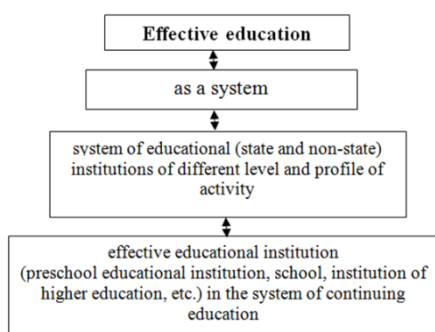 Effective education
as a system
system of educational (state and non-state)
institutions of different level and profile of
activity
effective educational institution
(preschool educational institution, school, institution of
higher education, etc.) in the system of continuing
education